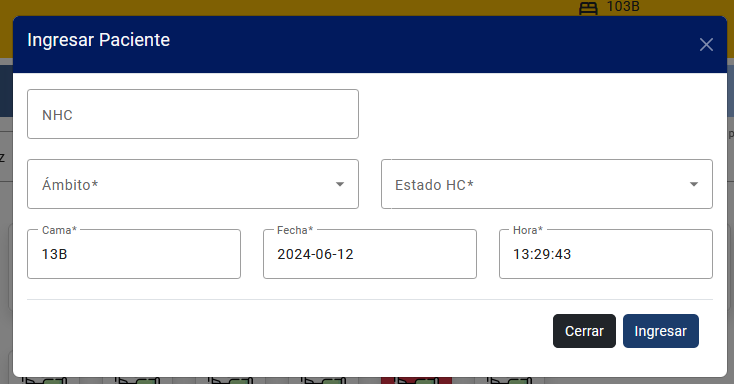 103B
Ingresar Paciente
NHC
Ámbito*
Estado HC*
Cama*
Fecha*
Hora*
13B
2024-06-12
13:29:43
Cerrar
Ingresar